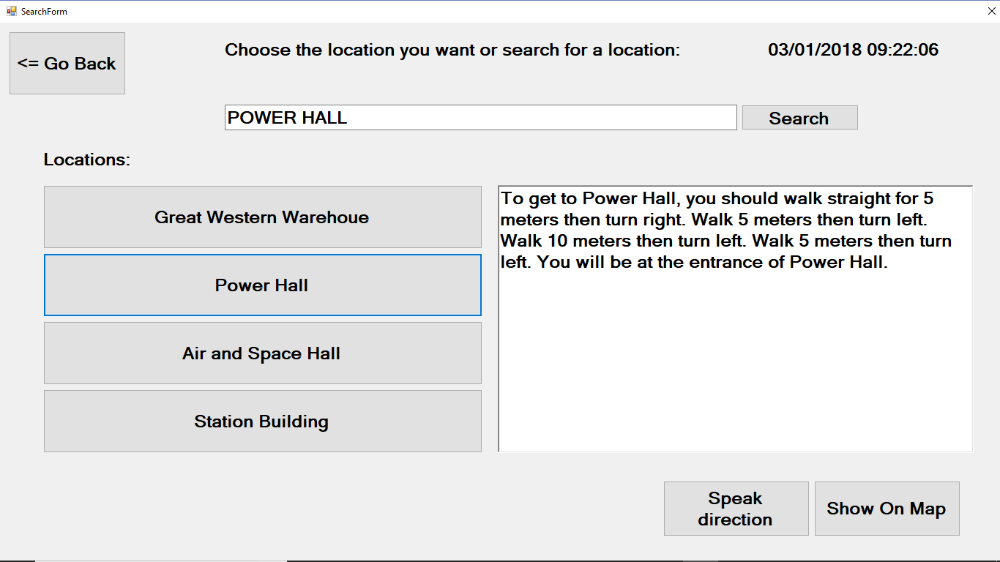 SearchForm
<= Go Back
Choose the location you want or search for a location:
03/01/2018 09:22:06
POWER HALL
Search
Locations:
Great Western Warehoue
Power Hall
Air and Space Hall
Station Building
To get to Power Hall, you should walk straight for 5
meters then turn right. Walk 5 meters then turn left.
Walk 10 meters then turn left. Walk 5 meters then turn
left. You will be at the entrance of Power Hall.
Speak
direction
Show On Map